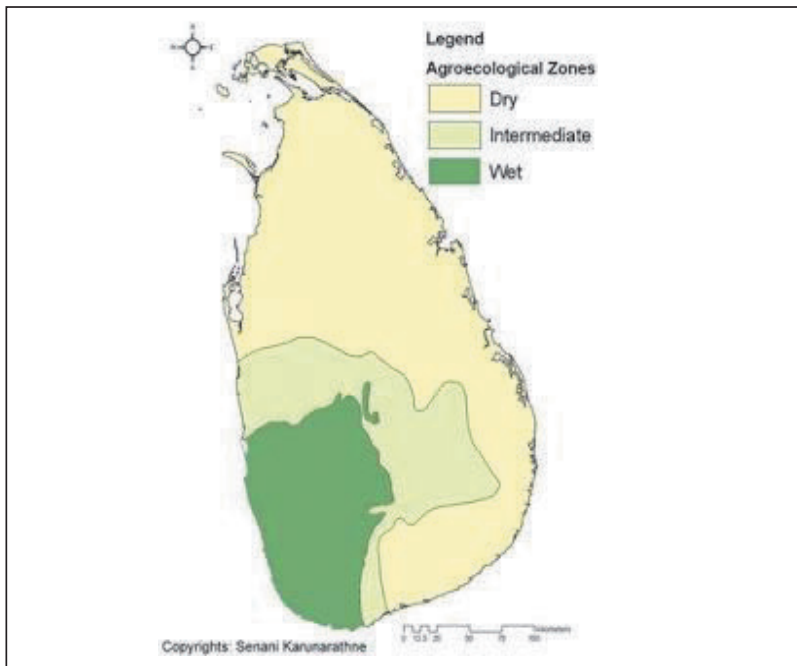 Legend
Agroecological Zones
Dry
Intermediate
Wet
Copyrights: Senani Karunarathne